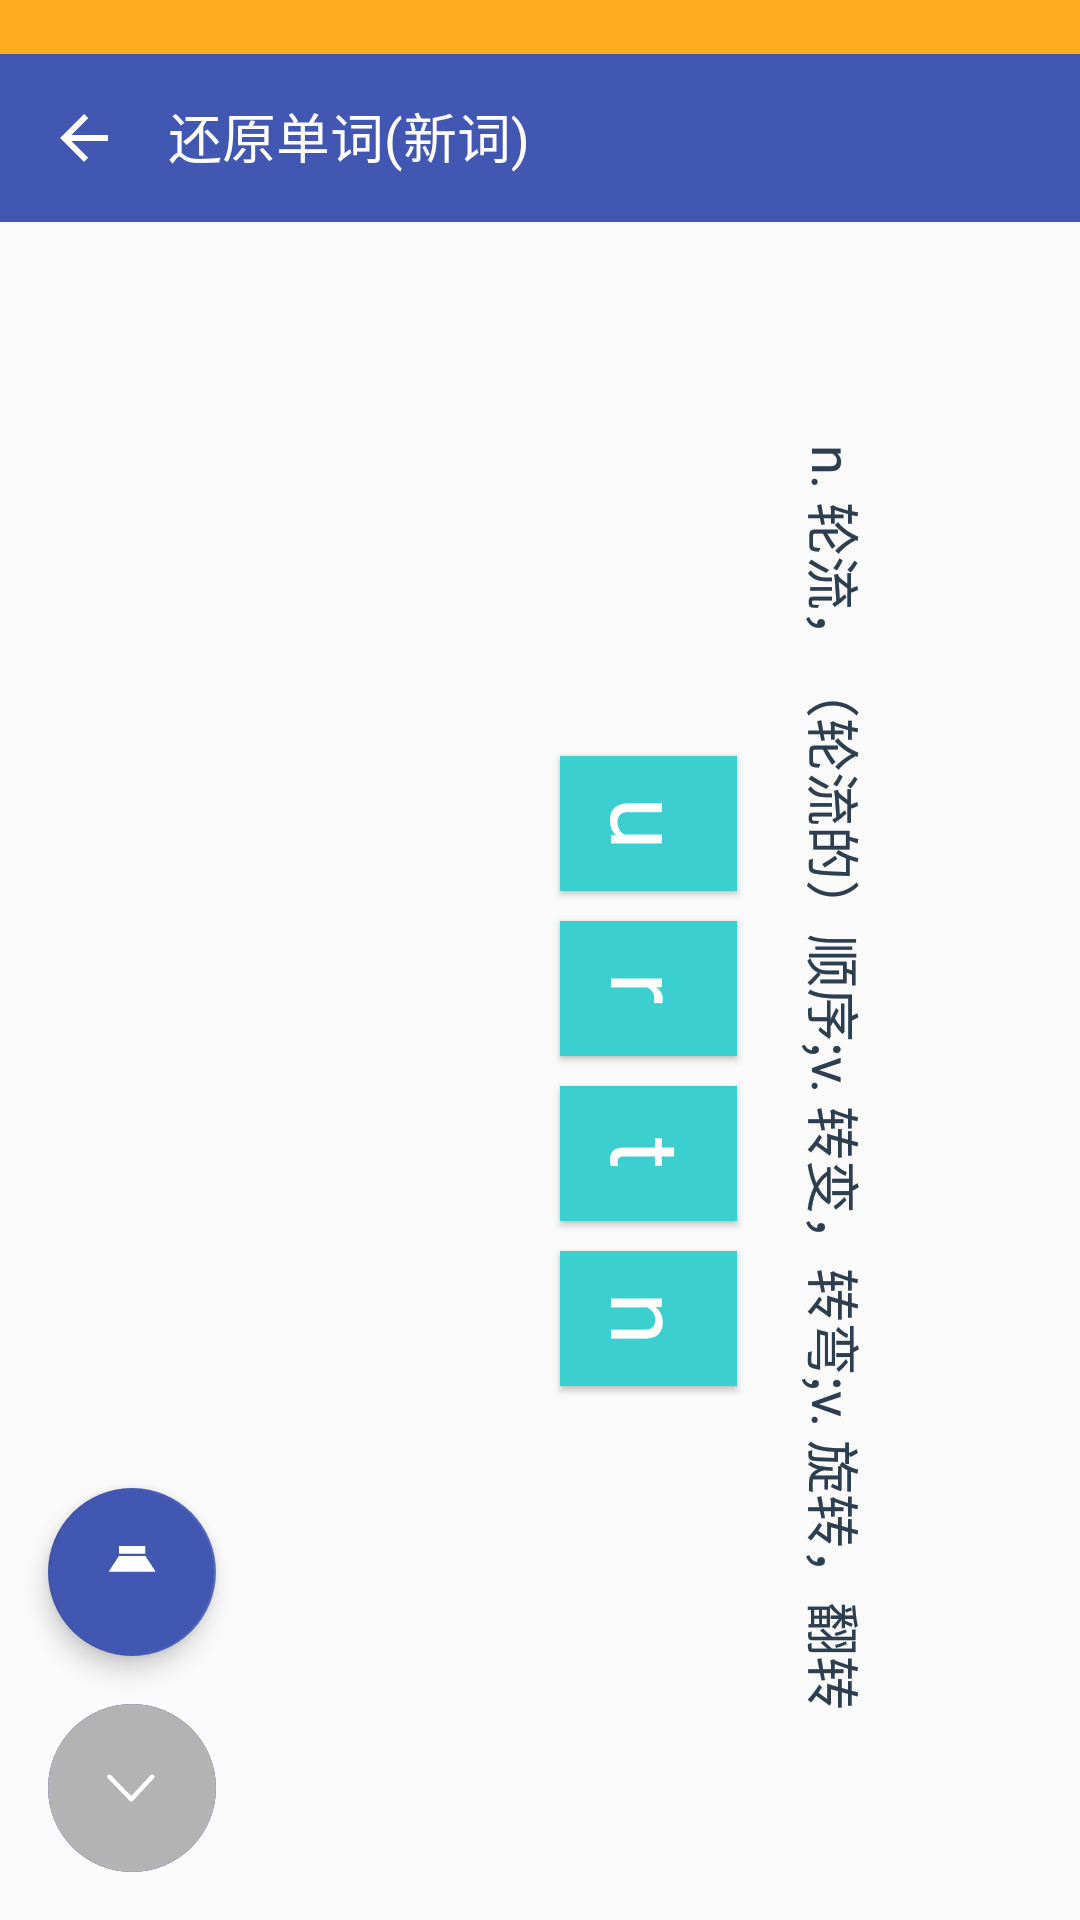 还原单词(新词)
n. 轮流， （轮流的）顺序;v. 转变，转弯;v. 旋转，翻转
u
r
t
n